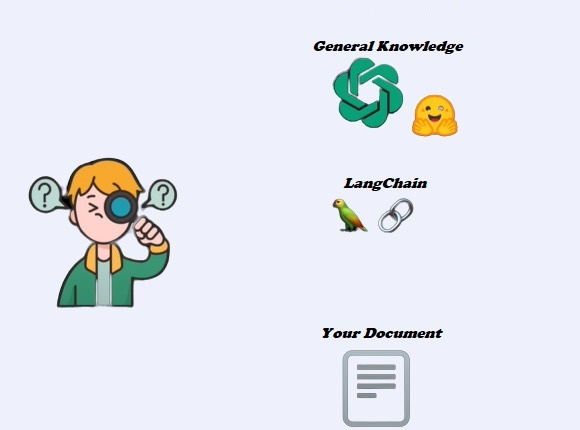 General Knowledge
? ?
LangChain
Your Document